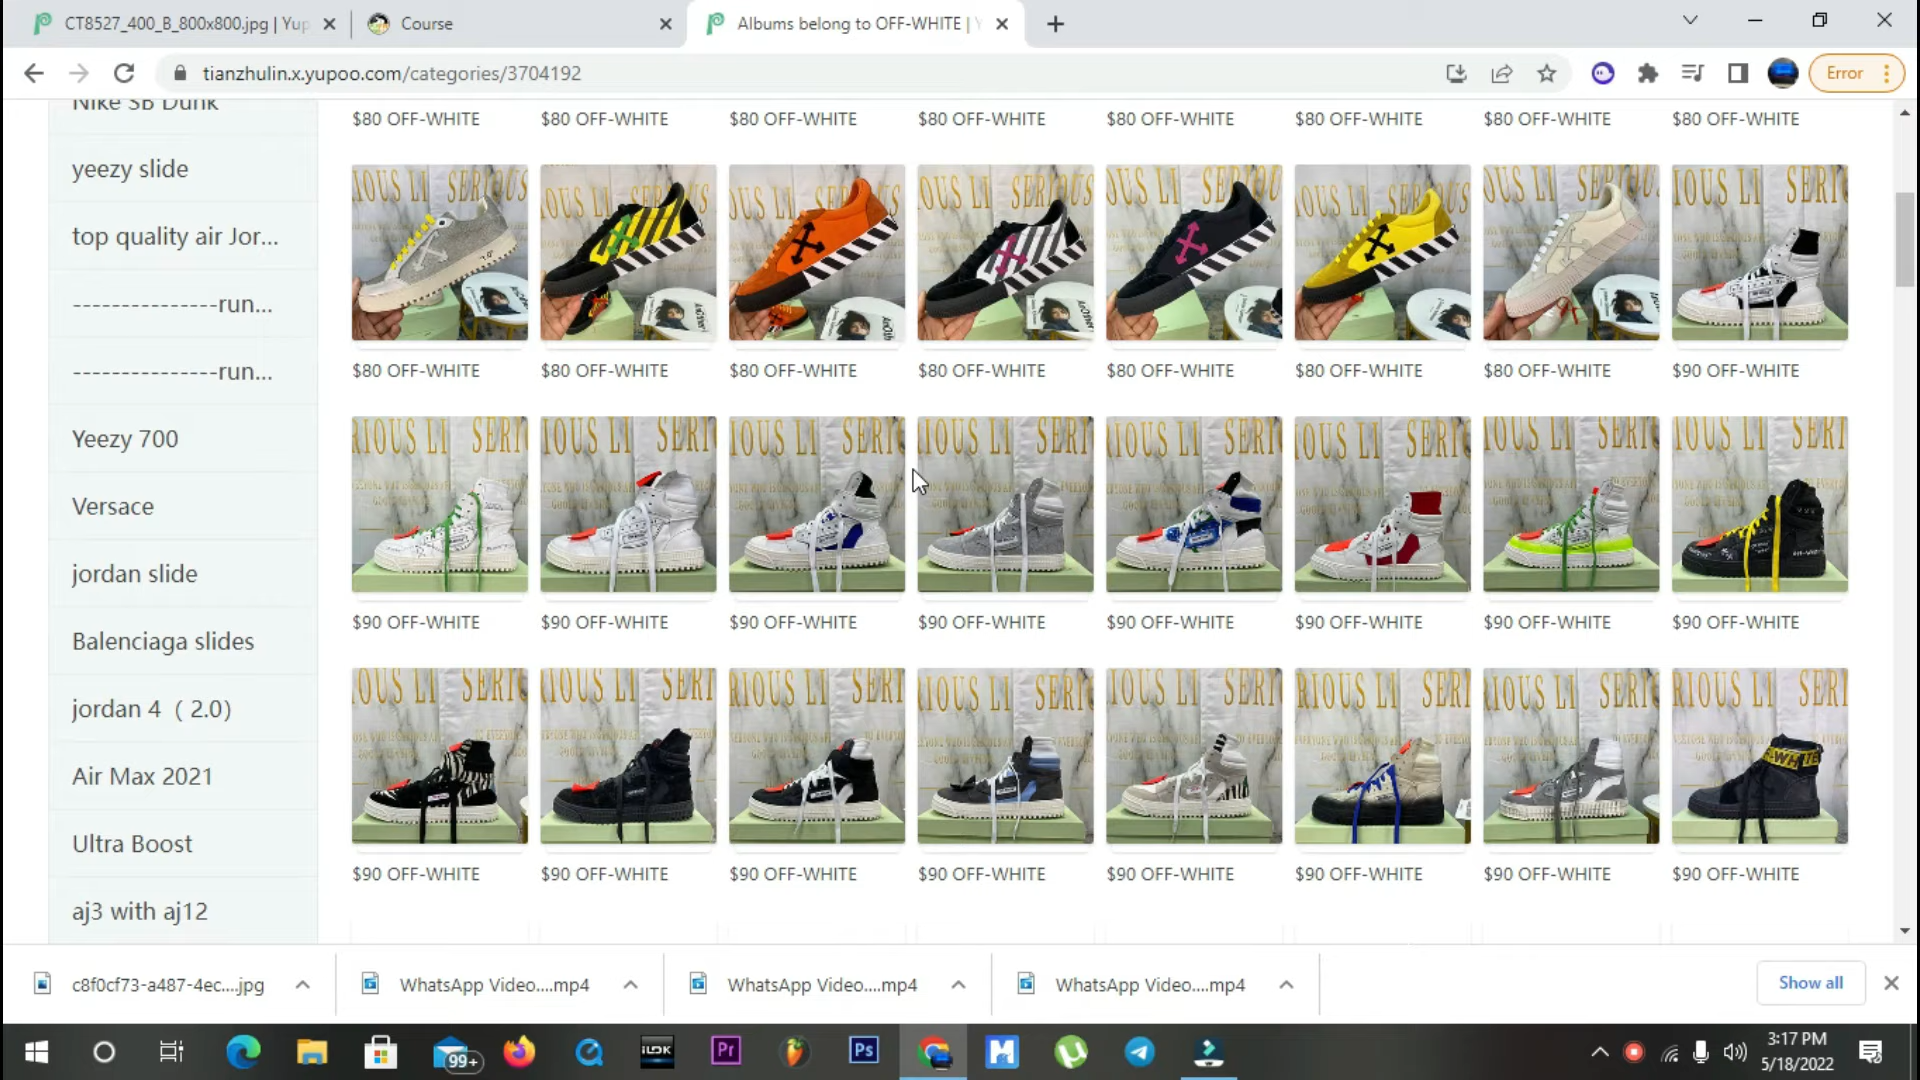 CT8527_400_B_800x800.jpg | Yup
Course
Albums belong to OFF-WHITE | Y
tianzhulin.x.yupoo.com/categories/3704192
Error
Nike SB Dunk
yeezy slide
top quality air Jor...
---------------run...
---------------run...
Yeezy 700
Versace
jordan slide
Balenciaga slides
jordan 4（ 2.0）
Air Max 2021
Ultra Boost
aj3 with aj12
$80 OFF-WHITE $80 OFF-WHITE $80 OFF-WHITE $80 OFF-WHITE $80 OFF-WHITE $80 OFF-WHITE $80 OFF-WHITE $80 OFF-WHITE
$80 OFF-WHITE $80 OFF-WHITE $80 OFF-WHITE $80 OFF-WHITE $80 OFF-WHITE $80 OFF-WHITE $80 OFF-WHITE $90 OFF-WHITE
$90 OFF-WHITE $90 OFF-WHITE $90 OFF-WHITE $90 OFF-WHITE $90 OFF-WHITE $90 OFF-WHITE $90 OFF-WHITE $90 OFF-WHITE
$90 OFF-WHITE $90 OFF-WHITE $90 OFF-WHITE $90 OFF-WHITE $90 OFF-WHITE $90 OFF-WHITE $90 OFF-WHITE $90 OFF-WHITE
c8f0cf73-a487-4ec....jpg
WhatsApp Video....mp4
WhatsApp Video....mp4
WhatsApp Video....mp4
Show all
99+
Pr
Ps
3:17 PM
5/18/2022